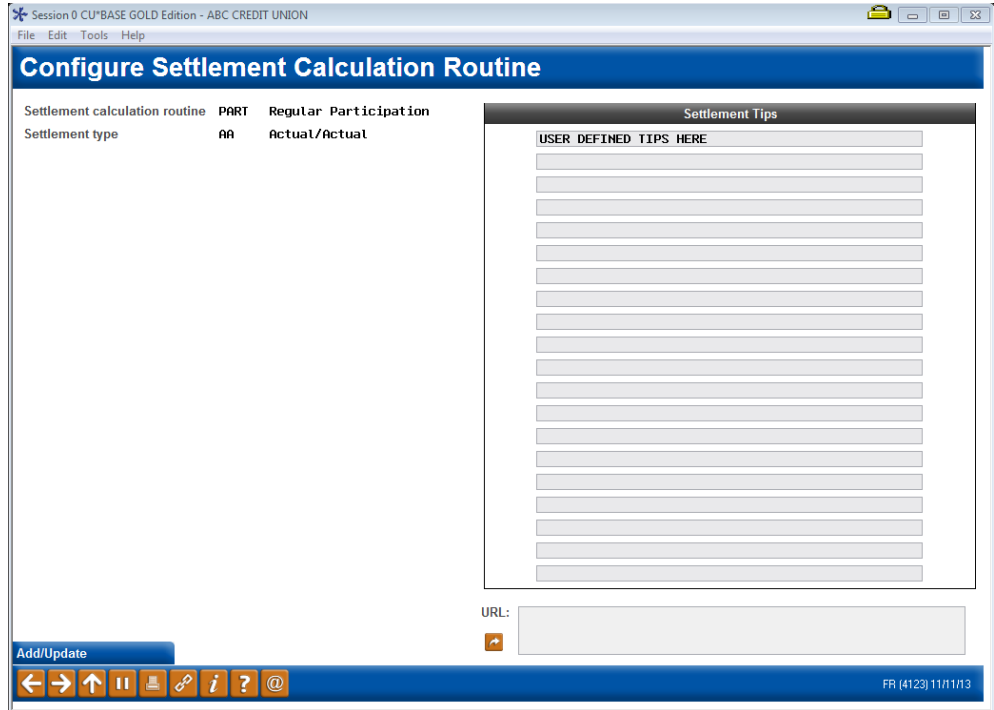 Session 0 CU*BASE GOLD Edition - ABC CREDIT UNION
File Edit Tools Help
Configure Settlement Calculation Routine
Settlement calculation routine PART Regular Participation
Settlement type AA Actual/Actual
Settlement Tips
USER DEFINED TIPS HERE
URL:
Add/Update
FR (4123) 11/11/13